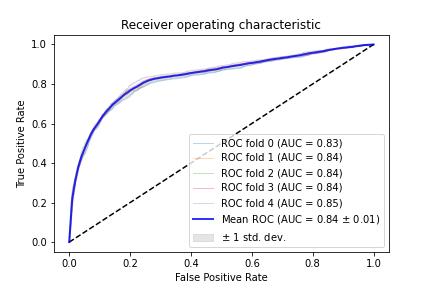 Receiver operating characteristic
True Positive Rate
1.0
0.8
0.6
0.4
0.2
0.0
ROC fold 0 (AUC = 0.83)
ROC fold 1 (AUC = 0.84)
ROC fold 2 (AUC = 0.84)
ROC fold 3 (AUC = 0.84)
ROC fold 4 (AUC = 0.85)
Mean ROC (AUC = 0.84 ± 0.01)
± 1 std. dev.
0.0 0.2 0.4 0.6 0.8 1.0
False Positive Rate